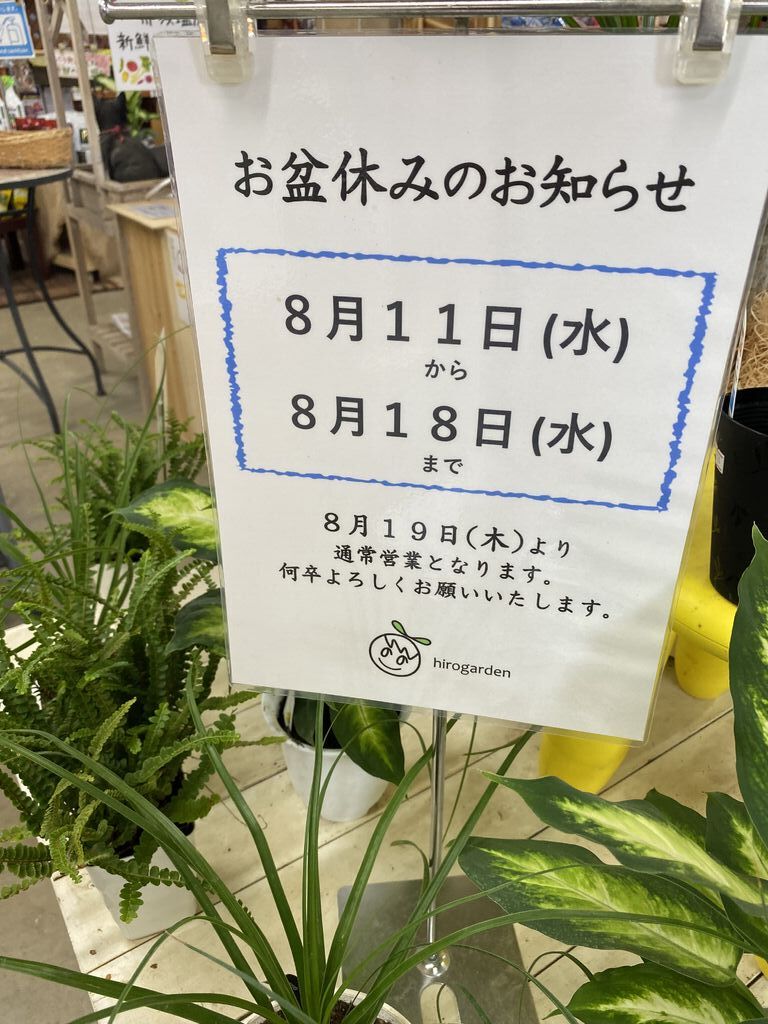 新鮮
お盆休みのお知らせ
８月１１日(水)
から
８月１８日(水)
まで
８月１９日(木)より
通常営業となります。
何卒よろしくお願いいたします。
hirogarden